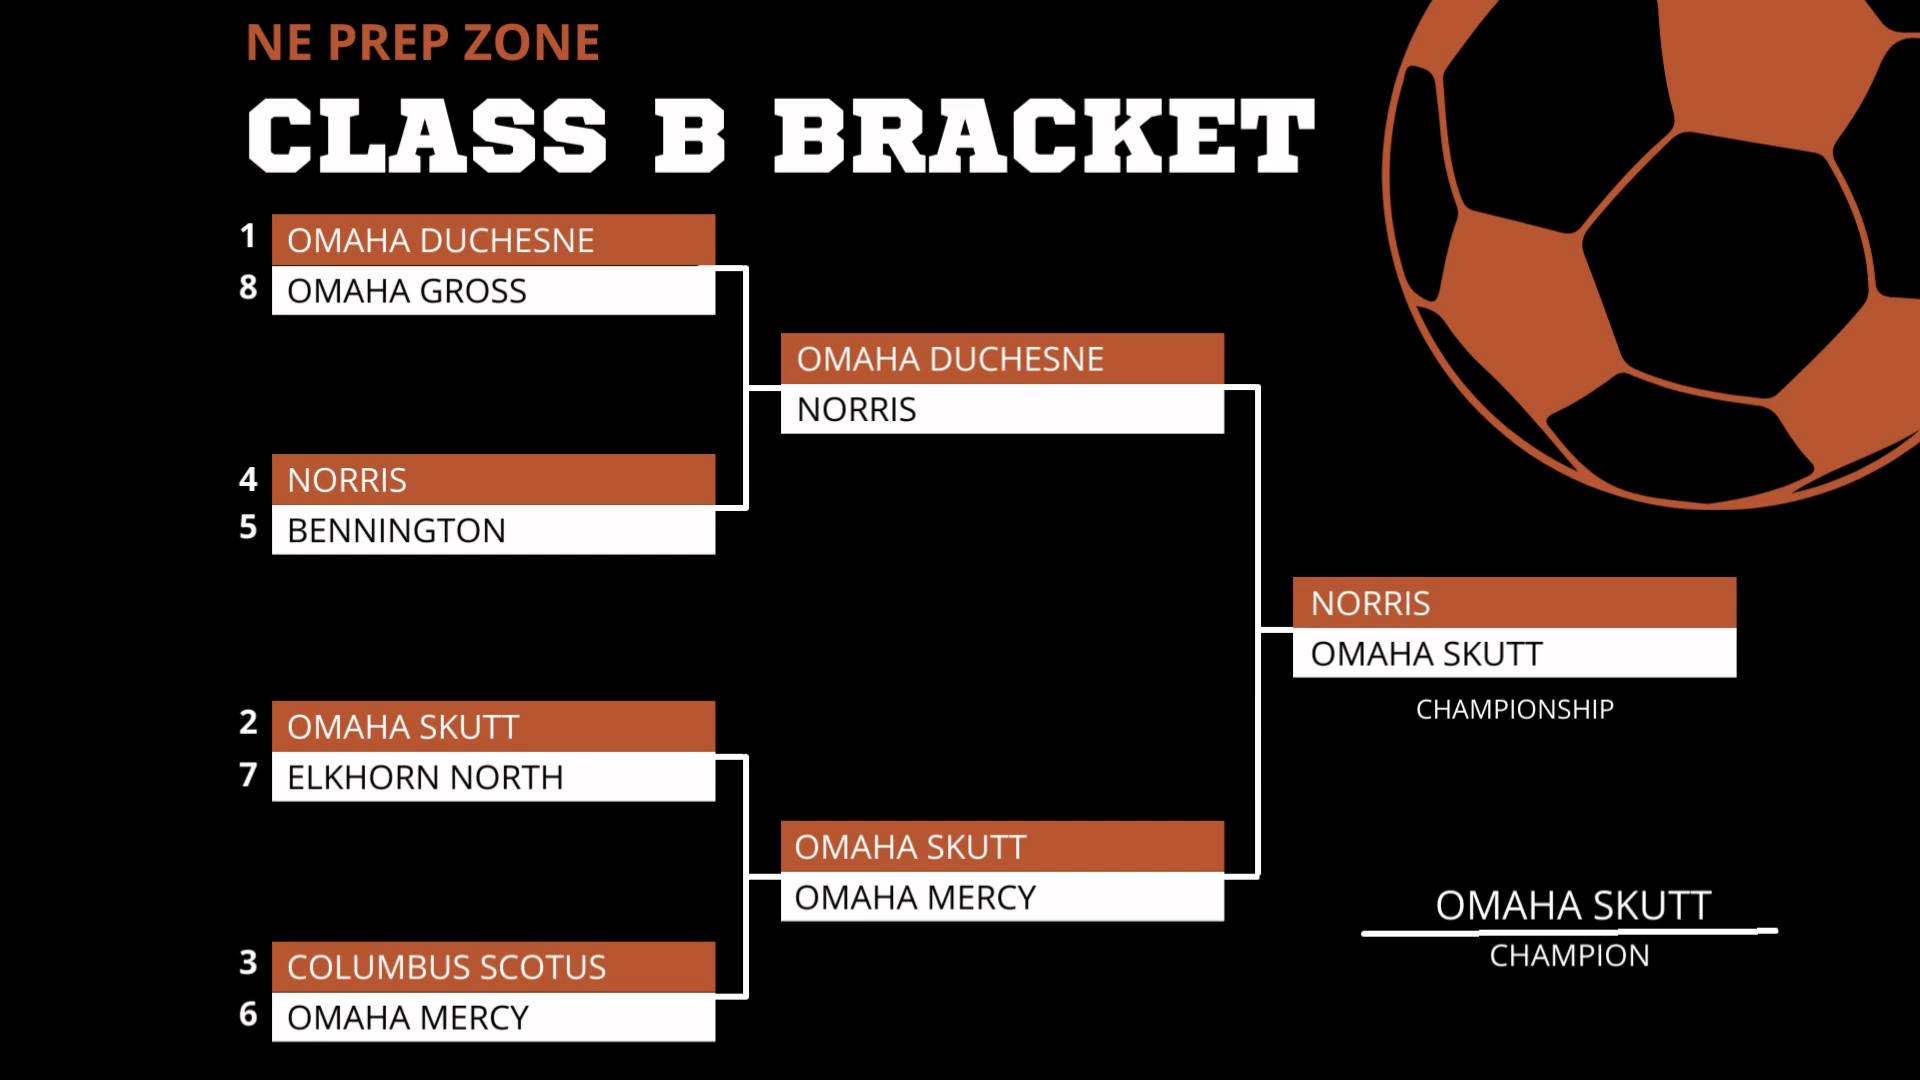 NE PREP ZONE
CLASS B BRACKET
1 OMAHA DUCHESNE
8 OMAHA GROSS
OMAHA DUCHESNE
NORRIS
4 NORRIS
5 BENNINGTON
NORRIS
OMAHA SKUTT
CHAMPIONSHIP
2 OMAHA SKUTT
7 ELKHORN NORTH
OMAHA SKUTT
OMAHA MERCY
OMAHA SKUTT
CHAMPION
3 COLUMBUS SCOTUS
6 OMAHA MERCY